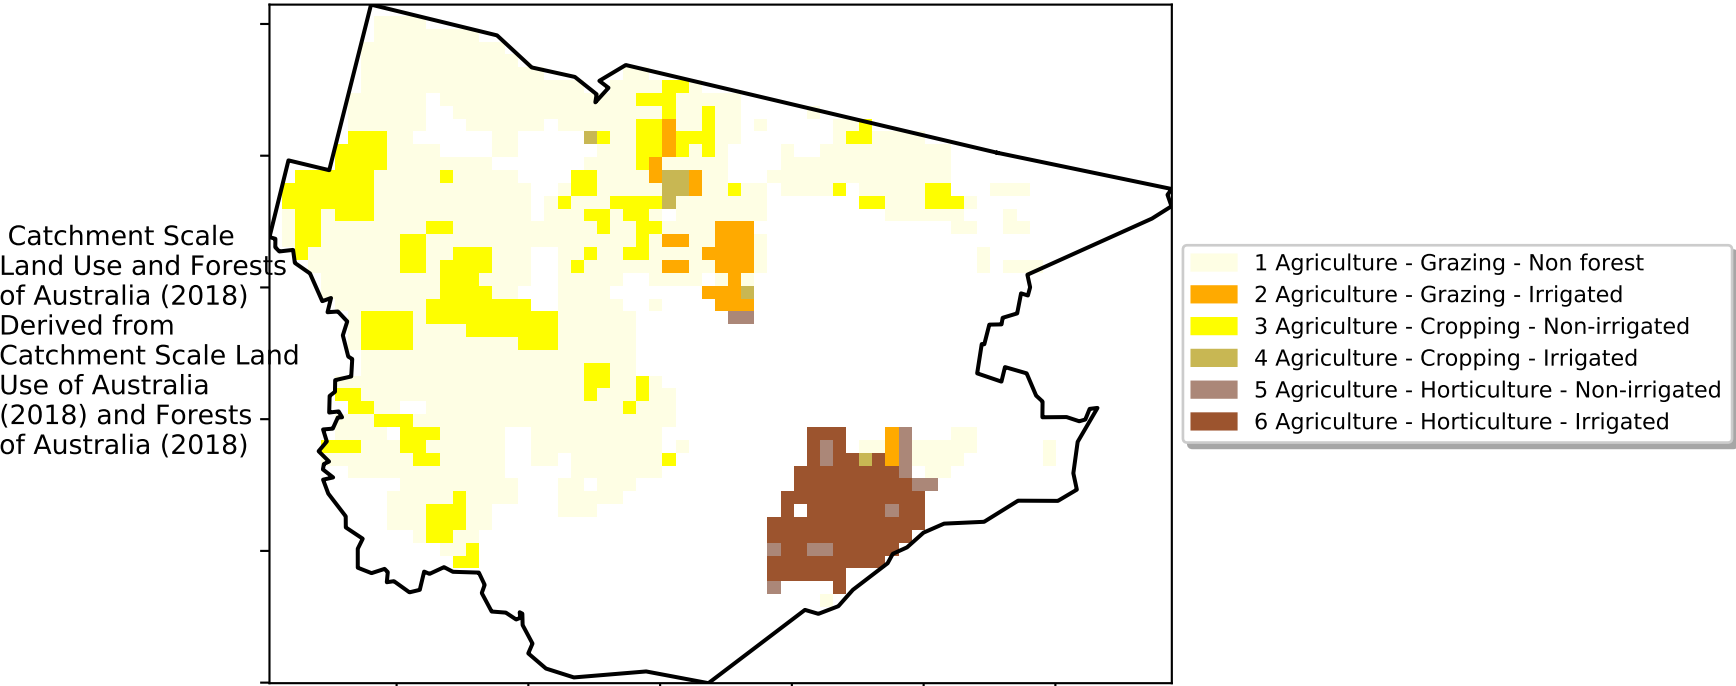 Catchment Scale
Land Use and Forests
of Australia (2018)
Derived from
Catchment Scale Land
Use of Australia
(2018) and Forests
of Australia (2018)
1 Agriculture - Grazing - Non forest
2 Agriculture - Grazing - Irrigated
3 Agriculture - Cropping - Non-irrigated
4 Agriculture - Cropping - Irrigated
5 Agriculture - Horticulture - Non-irrigated
6 Agriculture - Horticulture - Irrigated